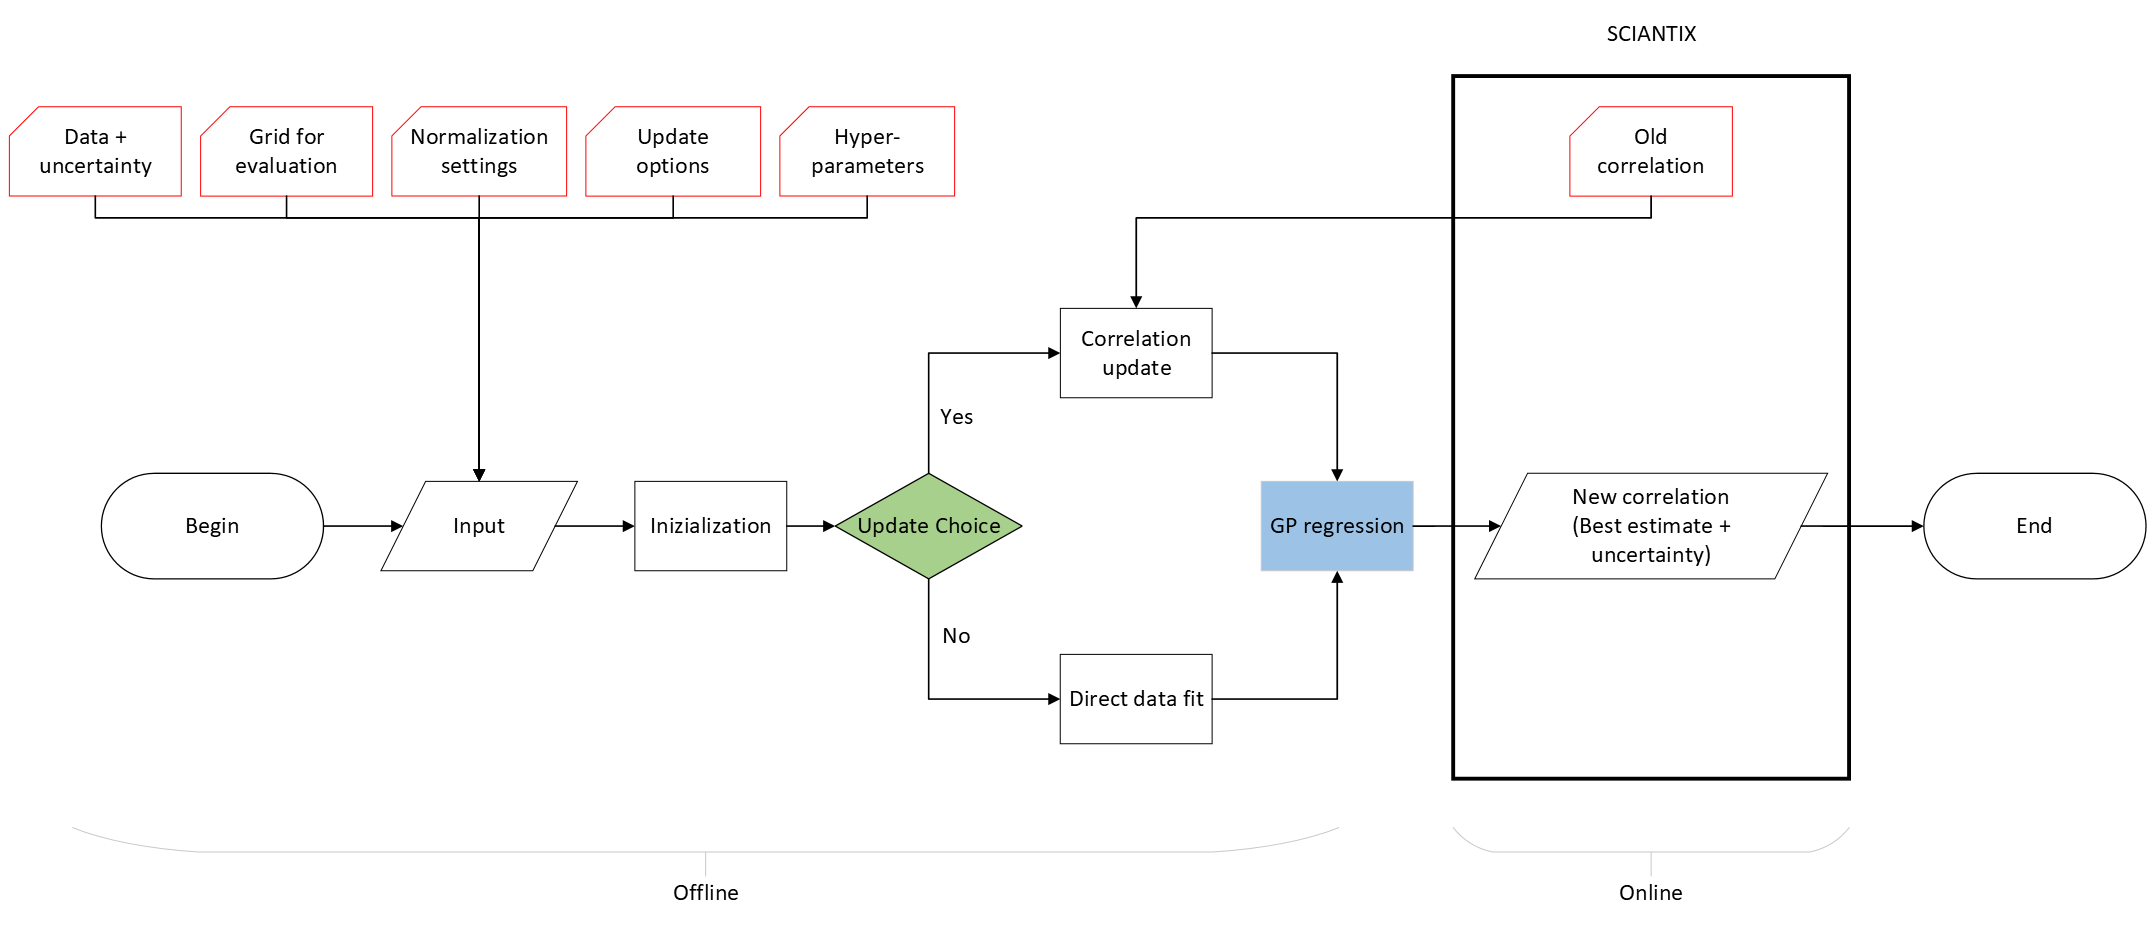 SCIANTIX
Data +
uncertainty
Grid for
evaluation
Normalization
settings
Update
options
Hyper-
parameters
Old
correlation
Correlation
update
Yes
Begin
Input
Inizialization
Update Choice
GP regression
New correlation
(Best estimate +
uncertainty)
End
No
Direct data fit
Offline
Online